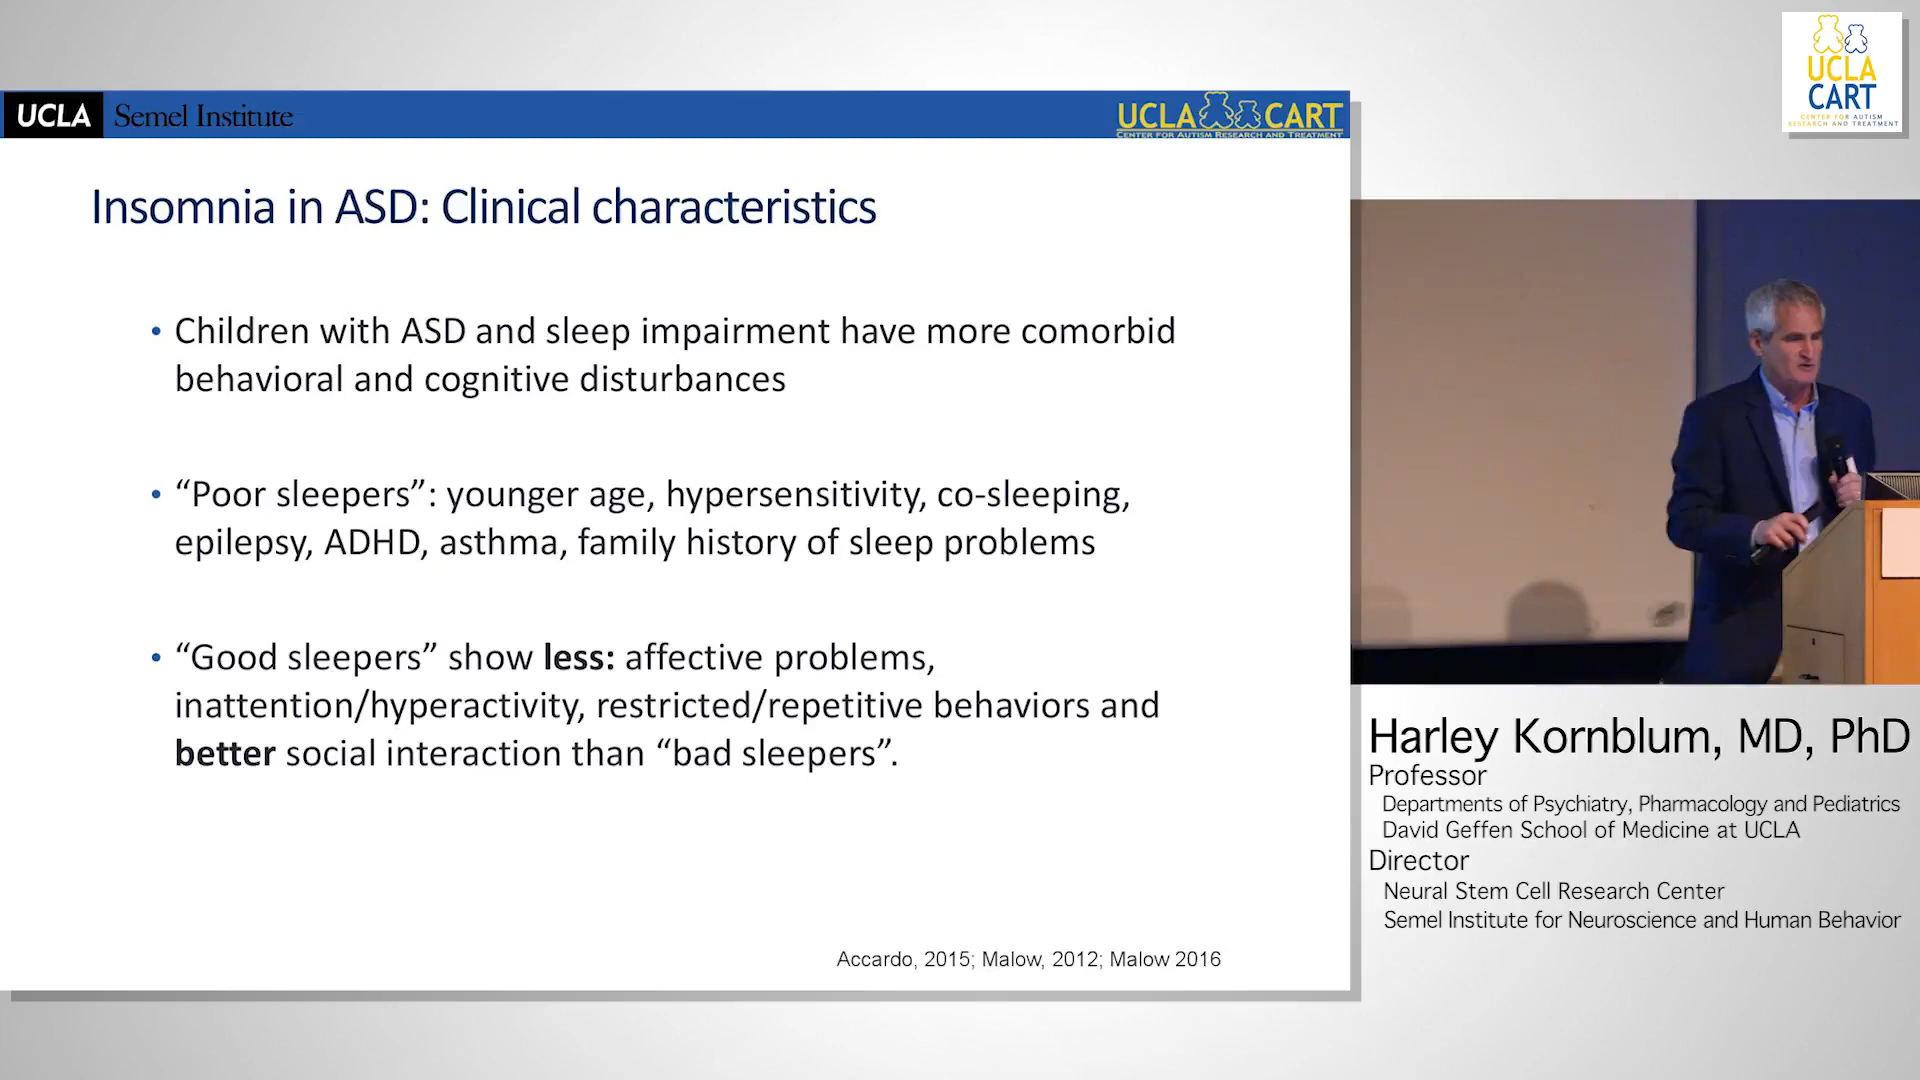 UCLA Semel Institute
UCLA CART
CENTER FOR AUTISM RESEARCH AND TREATMENT
Insomnia in ASD: Clinical characteristics
• Children with ASD and sleep impairment have more comorbid
behavioral and cognitive disturbances
• “Poor sleepers”: younger age, hypersensitivity, co-sleeping,
epilepsy, ADHD, asthma, family history of sleep problems
• “Good sleepers” show less: affective problems,
inattention/hyperactivity, restricted/repetitive behaviors and
better social interaction than “bad sleepers”.
Accardo, 2015; Malow, 2012; Malow 2016
UCLA
CART
CENTER FOR AUTISM
RESEARCH AND TREATMENT
Harley Kornblum, MD, PhD
Professor
Departments of Psychiatry, Pharmacology and Pediatrics
David Geffen School of Medicine at UCLA
Director
Neural Stem Cell Research Center
Semel Institute for Neuroscience and Human Behavior